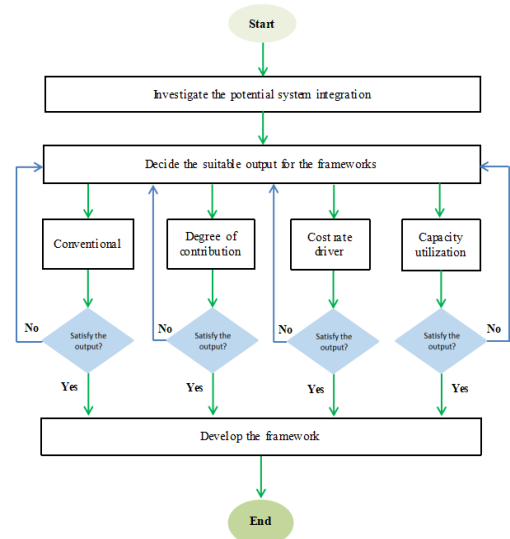 Start
Investigate the potential system integration
Decide the suitable output for the frameworks
Conventional
Degree of
contribution
Cost rate
driver
Capacity
utilization
No
Satisfy the
output?
No
Satisfy the
output?
No
Satisfy the
output?
Satisfy the
output?
No
Yes
Yes
Yes
Yes
Develop the framework
End